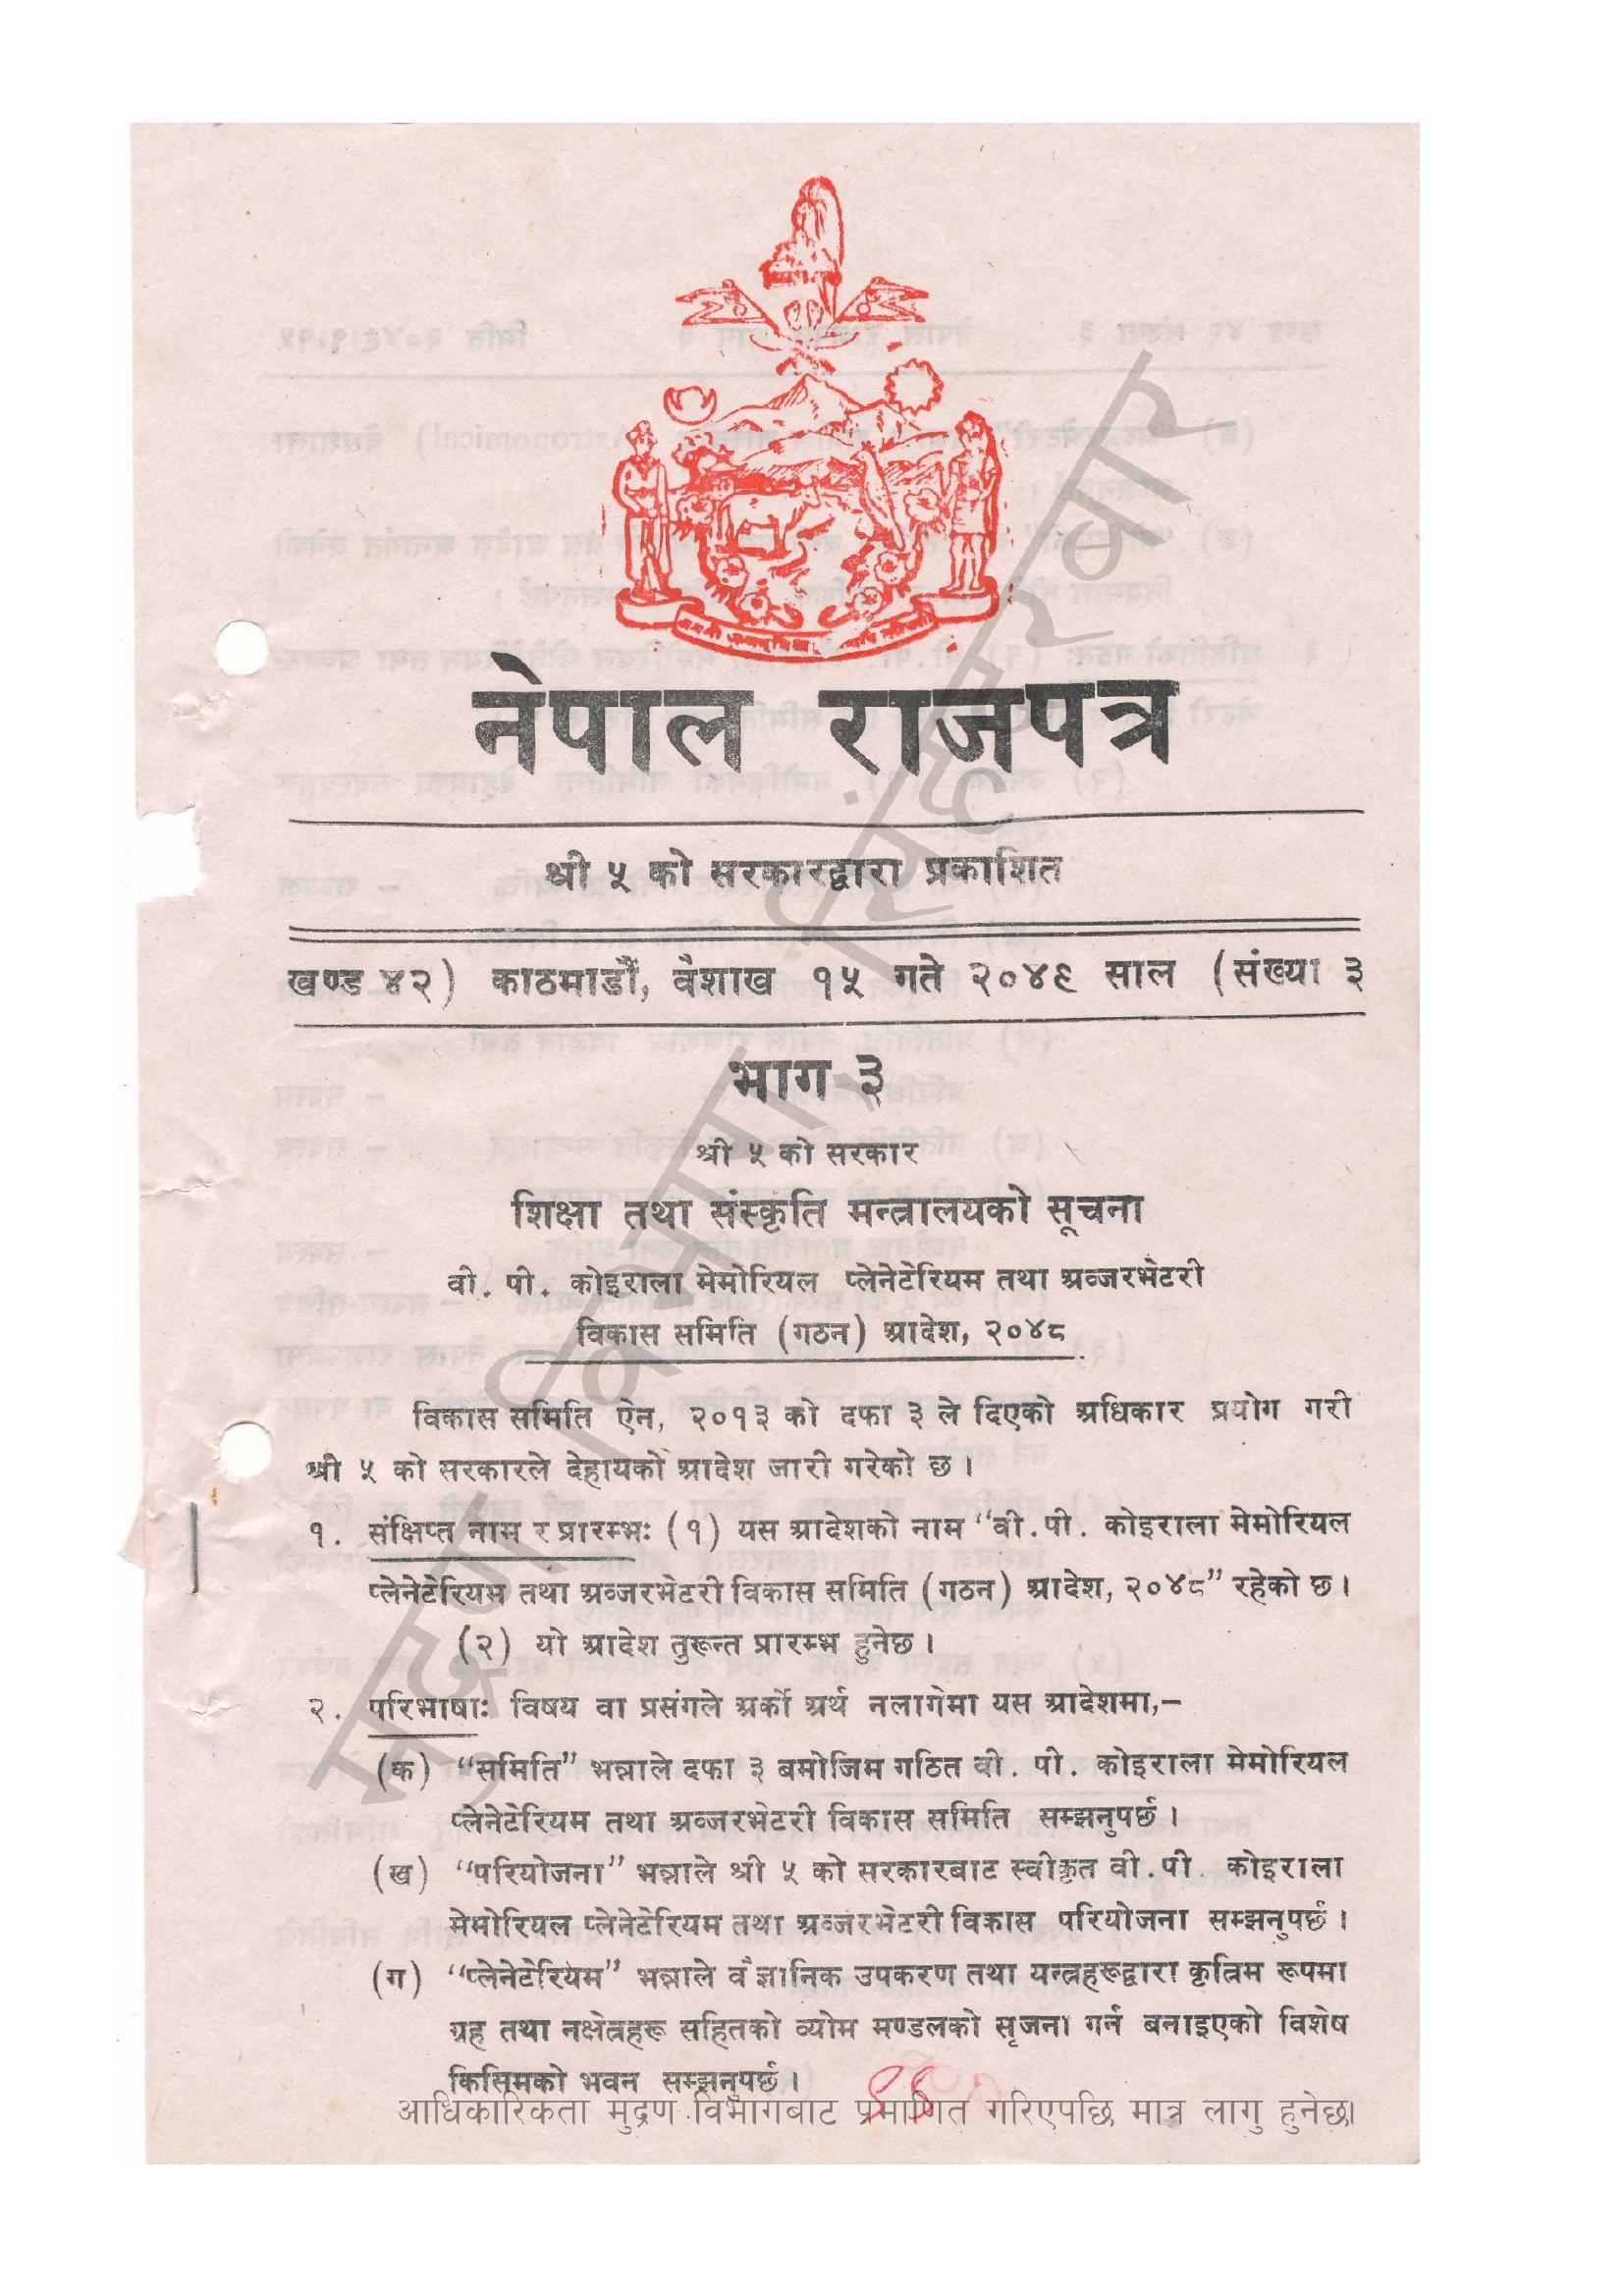 नेपाल राजपत्र
श्री ५ को सरकारद्वारा प्रकाशित
खण्ड ४२) काठमाडौं, वैशाख १५ गते २०४९ साल (संख्या ३
भाग ३
श्री ५ को सरकार
शिक्षा तथा संस्कृति मन्त्रालयको सूचना
वी. पी. कोइराला मेमोरियल प्लेनेटेरियम तथा अब्जरभेटरी
विकास समिति (गठन) आदेश, २०४८
विकास समिति ऐन, २०१३ को दफा ३ ले दिएको अधिकार प्रयोग गरी
श्री ५ को सरकारले देहायको आदेश जारी गरेको छ ।
१. संक्षिप्त नाम र प्रारम्भः (१) यस आदेशको नाम “वी.पी. कोइराला मेमोरियल
प्लेनेटेरियम तथा अब्जरभेटरी विकास समिति (गठन) आदेश, २०४८” रहेको छ ।
(२) यो आदेश तुरून्त प्रारम्भ हुनेछ ।
२. परिभाषाः विषय वा प्रसंगले अर्को अर्थ नलागेमा यस आदेशमा,–
(क) “समिति” भन्नाले दफा ३ बमोजिम गठित वी. पी. कोइराला मेमोरियल
प्लेनेटेरियम तथा अब्जरभेटरी विकास समिति सम्झनुपर्छ ।
(ख) “परियोजना” भन्नाले श्री ५ को सरकारबाट स्वीकृत वी.पी. कोइराला
मेमोरियल प्लेनेटेरियम तथा अब्जरभेटरी विकास परियोजना सम्झनुपर्छ ।
(ग) “प्लेनेटेरियम” भन्नाले वैज्ञानिक उपकरण तथा यन्त्रहरूद्वारा कृत्रिम रूपमा
ग्रह तथा नक्षेत्रहरू सहितको व्योम मण्डलको सृजना गर्न बनाइएको विशेष
किसिमको भवन सम्झनुपर्छ ।
आधिकारिकता मुद्रण विभागबाट प्रमाणित गरिएपछि मात्र लागु हुनेछ।
मुद्रण विभाग, सिंहदरबार